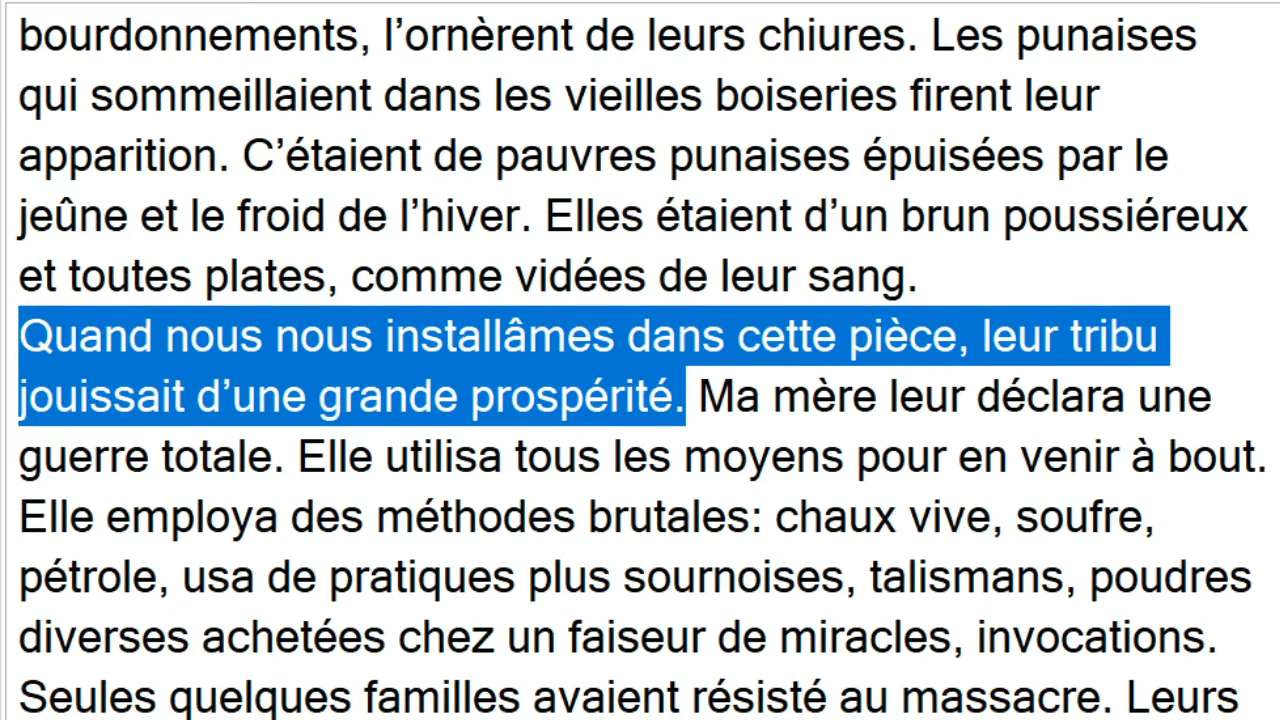 bourdonnements, l’ornèrent de leurs chiures. Les punaises
qui sommeillaient dans les vieilles boiseries firent leur
apparition. C’étaient de pauvres punaises épuisées par le
jeûne et le froid de l’hiver. Elles étaient d’un brun poussiéreux
et toutes plates, comme vidées de leur sang.
Quand nous nous installâmes dans cette pièce, leur tribu
jouissait d’une grande prospérité. Ma mère leur déclara une
guerre totale. Elle utilisa tous les moyens pour en venir à bout.
Elle employa des méthodes brutales: chaux vive, soufre,
pétrole, usa de pratiques plus sournoises, talismans, poudres
diverses achetées chez un faiseur de miracles, invocations.
Seules quelques familles avaient résisté au massacre. Leurs